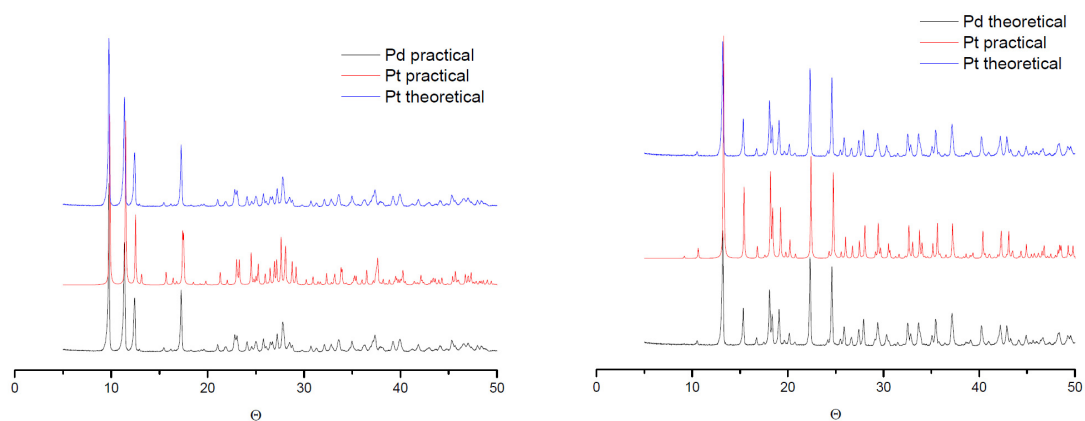 Pd practical
Pt practical
Pt theoretical
0 10 20 30 40 50
Θ
Pd theoretical
Pt practical
Pt theoretical
0 10 20 30 40 50
Θ